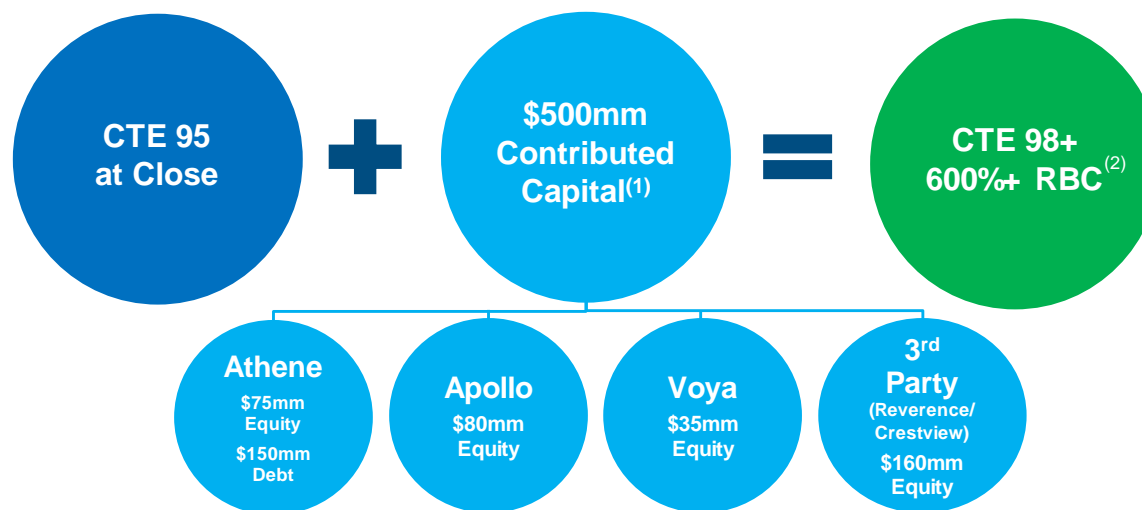 CTE 95
at Close
$500mm
Contributed
Capital(1)
CTE 98+
600%+ RBC(2)
Athene
$75mm
Equity
$150mm
Debt
Apollo
$80mm
Equity
Voya
$35mm
Equity
3rd
Party
(Reverence/
Crestview)
$160mm
Equity